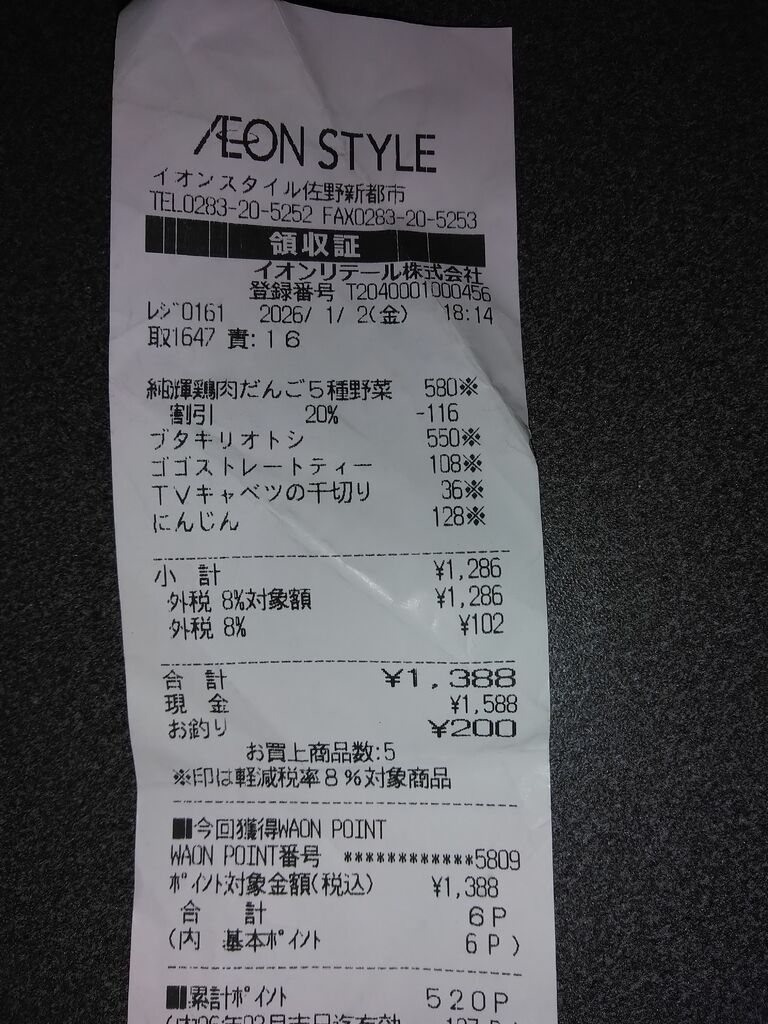 ÆON STYLE
イオンスタイル佐野新都市
TEL0283-20-5252 FAX0283-20-5253
領収証
イオンリテール株式会社
登録番号 T2040001000456
レジ0161 2026/ 1/ 2(金) 18:14
取1647 責:16
純輝鶏肉だんご5種野菜 580※
割引 20% -116
ブタキリオトシ 550※
ゴゴストレートティー 108※
TVキャベツの千切り 36※
にんじん 128※
小計 ¥1,286
外税 8%対象額 ¥1,286
外税 8% ¥102
合計 ¥1,388
現金 ¥1,588
お釣り ¥200
お買上商品数:5
※印は軽減税率8%対象商品
■今回獲得WAON POINT
WAON POINT番号 ************5809
ポイント対象金額(税込) ¥1,388
合計 6P
(内 基本ポイント 6P)
■累計ポイント 520P